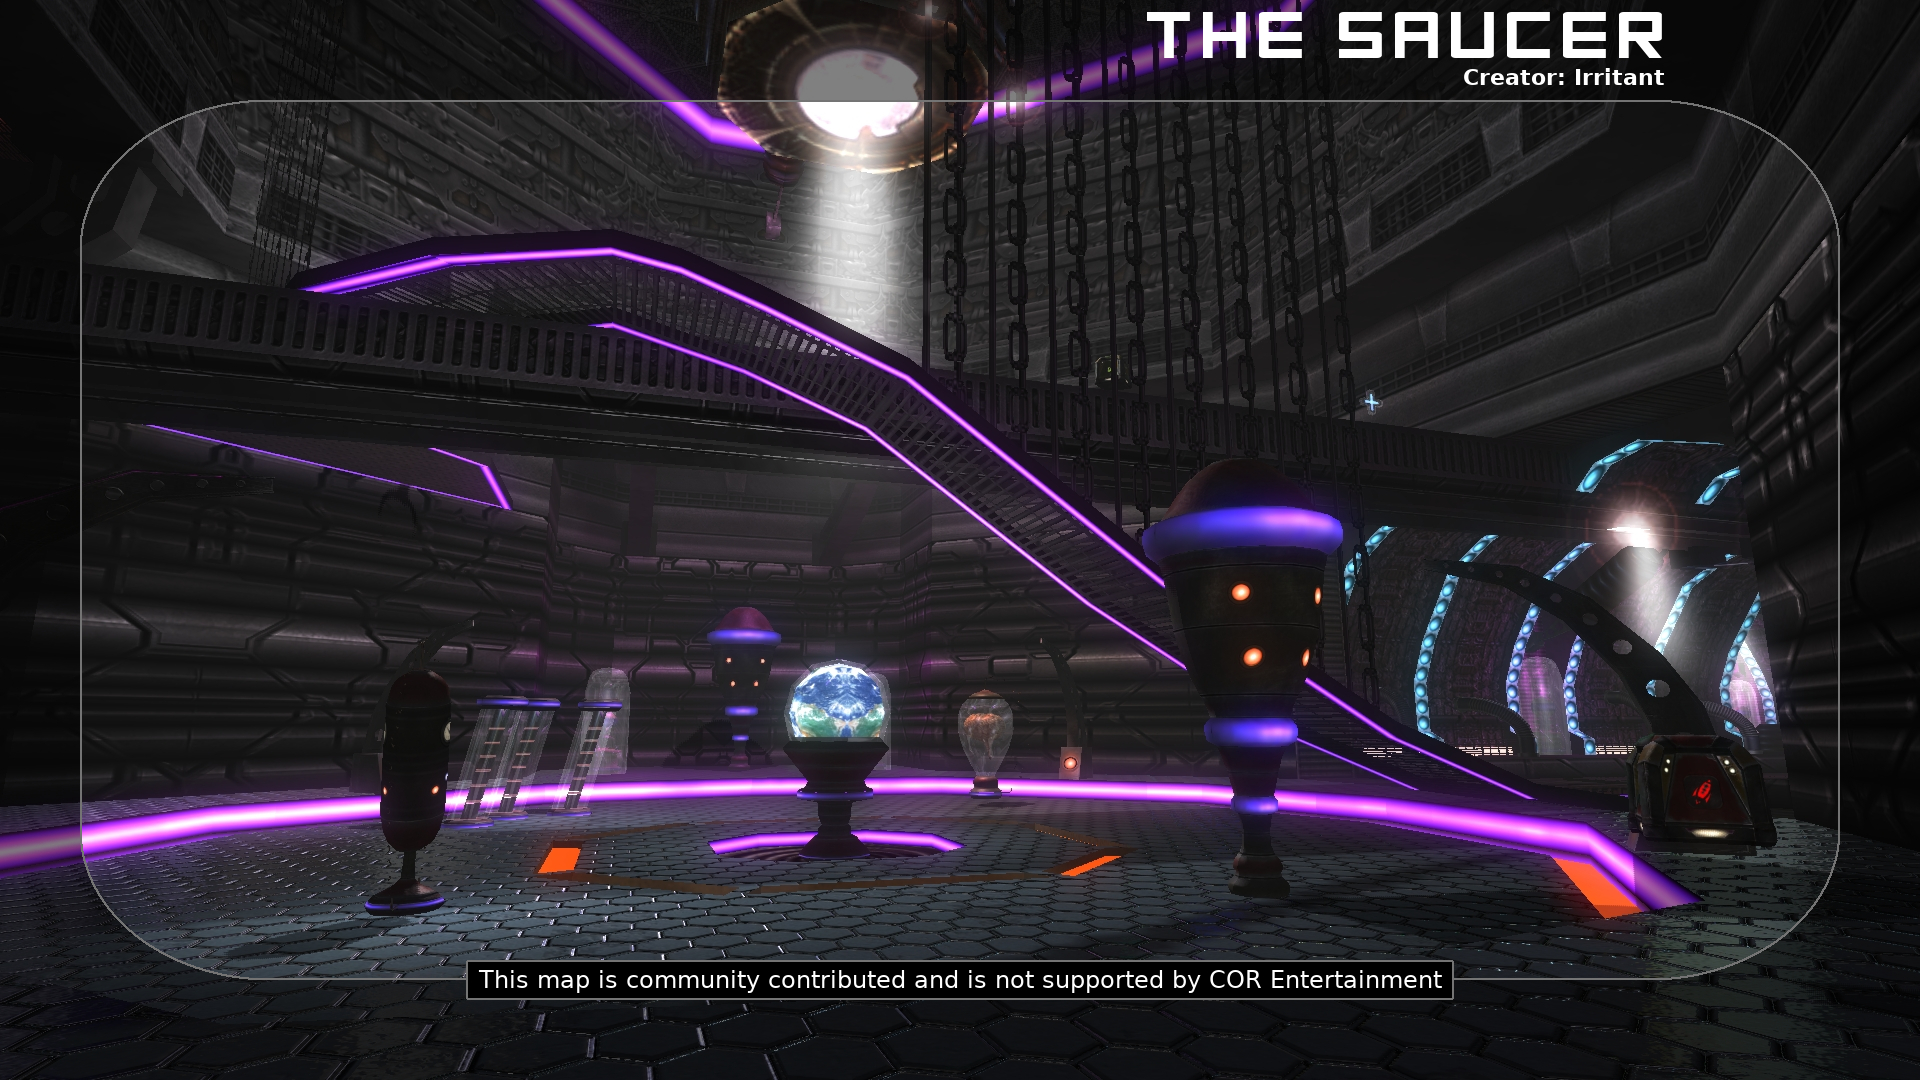 THE SAUCER
Creator: Irritant
This map is community contributed and is not supported by COR Entertainment